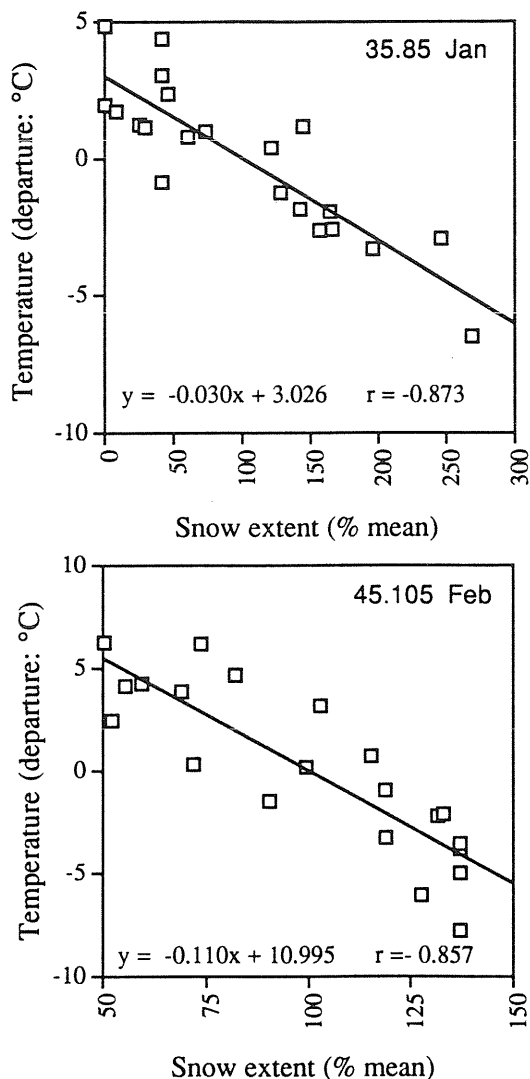 35.85 Jan
Temperature (departure: °C)
5
0
-5
-10
y = -0.030x + 3.026 r = -0.873
0 50 100 150 200 250 300
Snow extent (% mean)
45.105 Feb
Temperature (departure: °C)
10
5
0
-5
-10
y = -0.110x + 10.995 r =- 0.857
50 75 100 125 150
Snow extent (% mean)